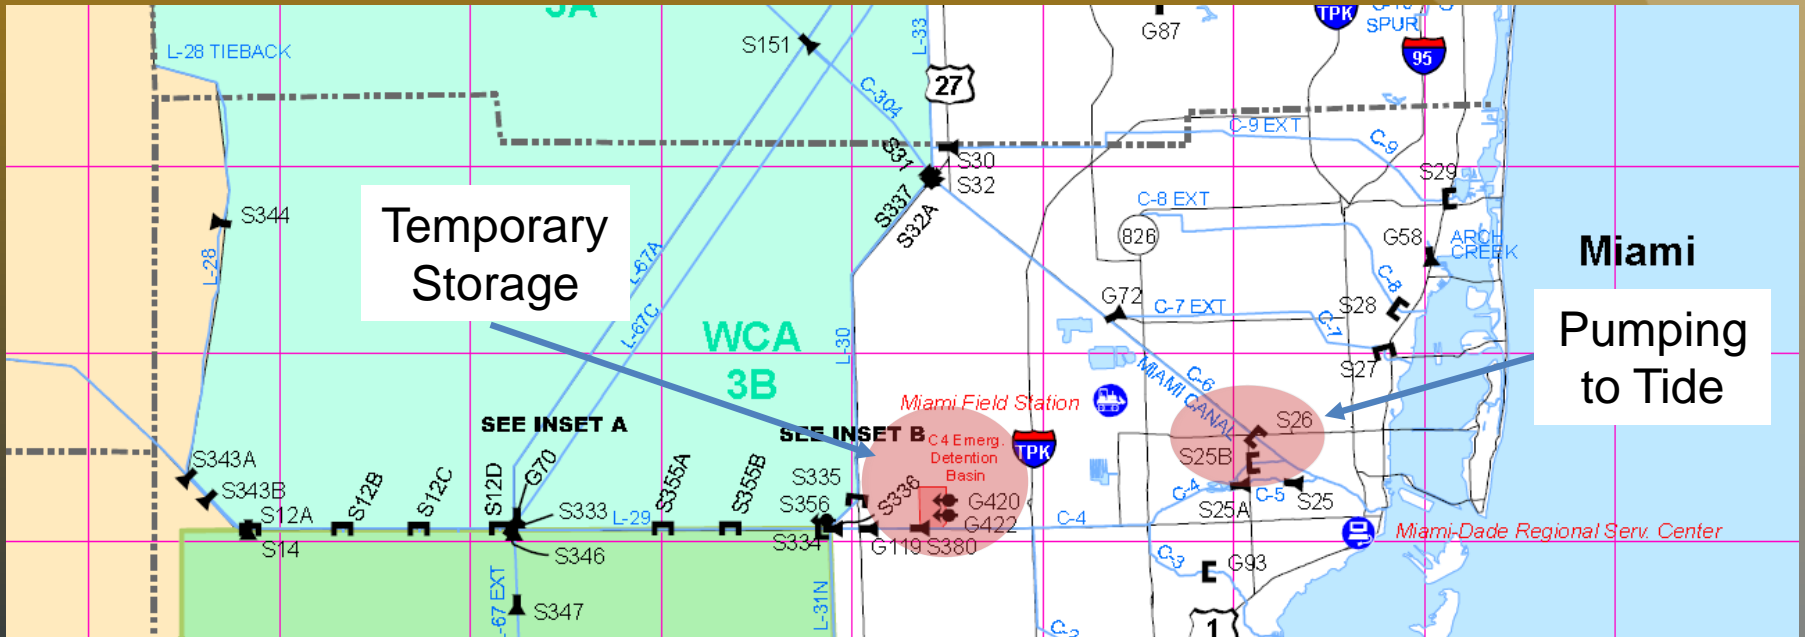 3A
TPK
C-10
SPUR
G87
L-33
S151
L-28 TIEBACK
27
95
C-304
C-9 EXT
C-9
S31
S30
S32
S29
S337
S32A
C-8 EXT
S344
826
G58
ARCH
CREEK
Miami
Temporary
Storage
L-28
L-67A
C-8
G72
C-7 EXT
S28
C-7
Pumping
to Tide
L-67C
WCA
3B
L-30
S27
C-6
MIAMI CANAL
Miami Field Station
SEE INSET A
SEE INSET B
C4 Emerg.
Detention
Basin
TPK
S26
S25B
S343A
S343B
S12A
S14
S12B
S12C
S12D
G70
S333
L-29
S346
S355A
S355B
S335
S356
S334
S336
G420
G422
G119
S380
C-4
C-4
C-5
S25A
S25
Miami-Dade Regional Serv. Center
C-3
G93
L-67 EXT
S347
L-31N
C-2
1